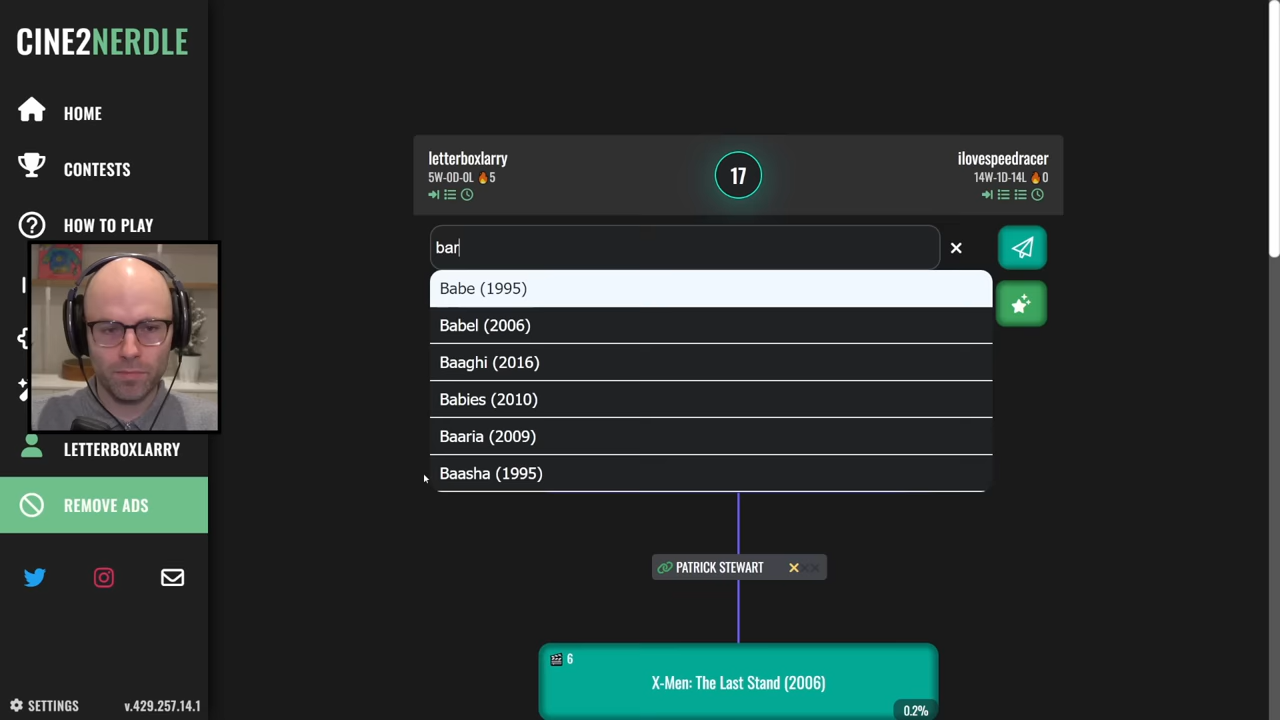 CINE2NERDLE
HOME
CONTESTS
HOW TO PLAY
LETTERBOXLARRY
REMOVE ADS
SETTINGS v.429.257.14.1
letterboxlarry
5W-0D-0L 🔥5
17
ilovespeedracer
14W-1D-14L 🔥0
bar
Babe (1995)
Babel (2006)
Baaghi (2016)
Babies (2010)
Baaria (2009)
Baasha (1995)
PATRICK STEWART
6
X-Men: The Last Stand (2006)
0.2%